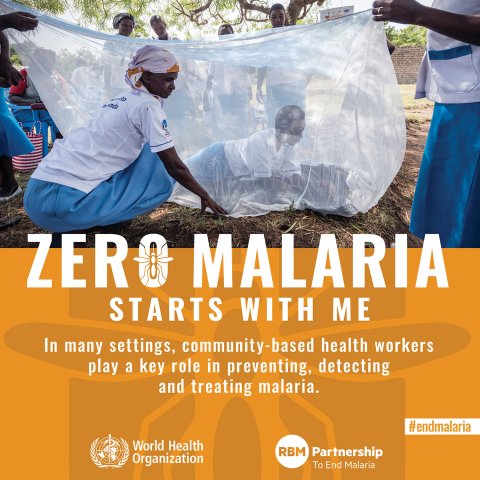 ZERO MALARIA
STARTS WITH ME
In many settings, community-based health workers
play a key role in preventing, detecting
and treating malaria.
#endmalaria
World Health
Organization
RBM Partnership
To End Malaria